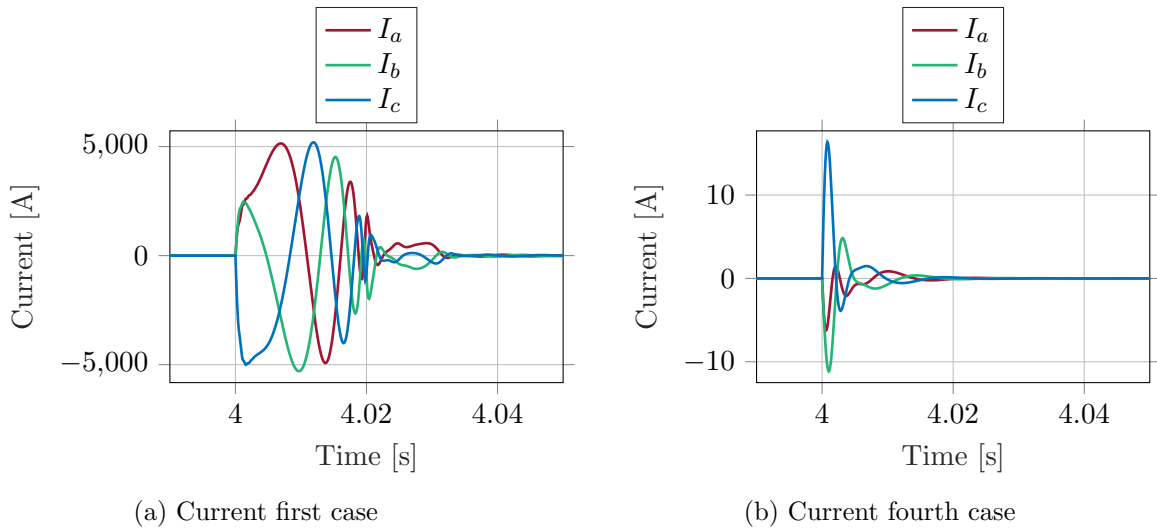 I_a
I_b
I_c
5,000
0
−5,000
Current [A]
4
4.02
4.04
Time [s]
(a) Current first case
I_a
I_b
I_c
10
0
−10
Current [A]
4
4.02
4.04
Time [s]
(b) Current fourth case